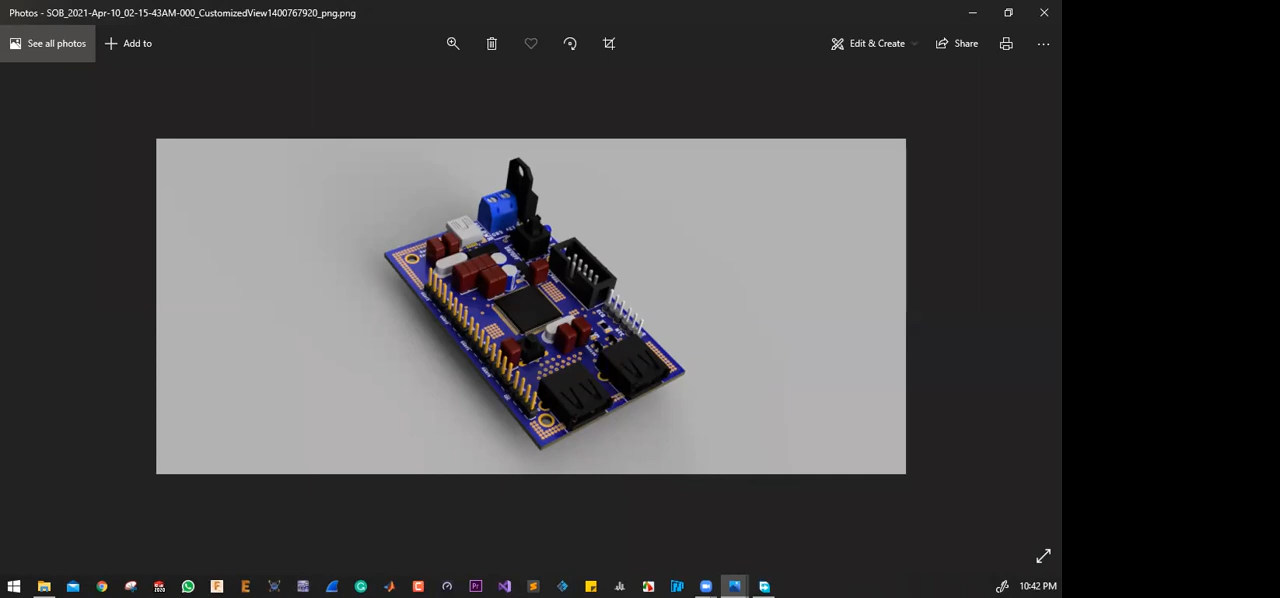 Photos - SOB_2021-Apr-10_02-15-43AM-000_CustomizedView1400767920_png.png
See all photos
Add to
Edit & Create
Share
10:42 PM